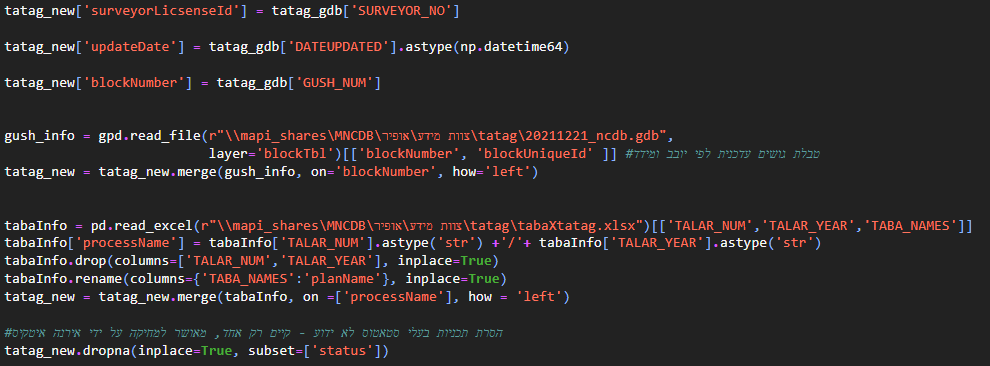 tatag_new['surveyorLicsenseId'] = tatag_gdb['SURVEYOR_NO']
tatag_new['updateDate'] = tatag_gdb['DATEUPDATED'].astype(np.datetime64)
tatag_new['blockNumber'] = tatag_gdb['GUSH_NUM']
gush_info = gpd.read_file(r"\\mapi_shares\MNCDB\צוות מידע\אופיר\tatag\20211221_ncdb.gdb",
layer='blockTbl')[['blockNumber', 'blockUniqueId' ]] #טבלת גושים עדכנית לפי יובב ומידד
tatag_new = tatag_new.merge(gush_info, on='blockNumber', how='left')
tabaInfo = pd.read_excel(r"\\mapi_shares\MNCDB\צוות מידע\אופיר\tatag\tabaXtatag.xlsx")[['TALAR_NUM','TALAR_YEAR','TABA_NAMES']]
tabaInfo['processName'] = tabaInfo['TALAR_NUM'].astype('str') +'/'+ tabaInfo['TALAR_YEAR'].astype('str')
tabaInfo.drop(columns=['TALAR_NUM','TALAR_YEAR'], inplace=True)
tabaInfo.rename(columns={'TABA_NAMES':'planName'}, inplace=True)
tatag_new = tatag_new.merge(tabaInfo, on =['processName'], how = 'left')
#הסרת תכניות בעלי סטאטוס לא ידוע - קיים רק אחד, מאושר למחיקה על ידי אירנה איטקיס
tatag_new.dropna(inplace=True, subset=['status'])